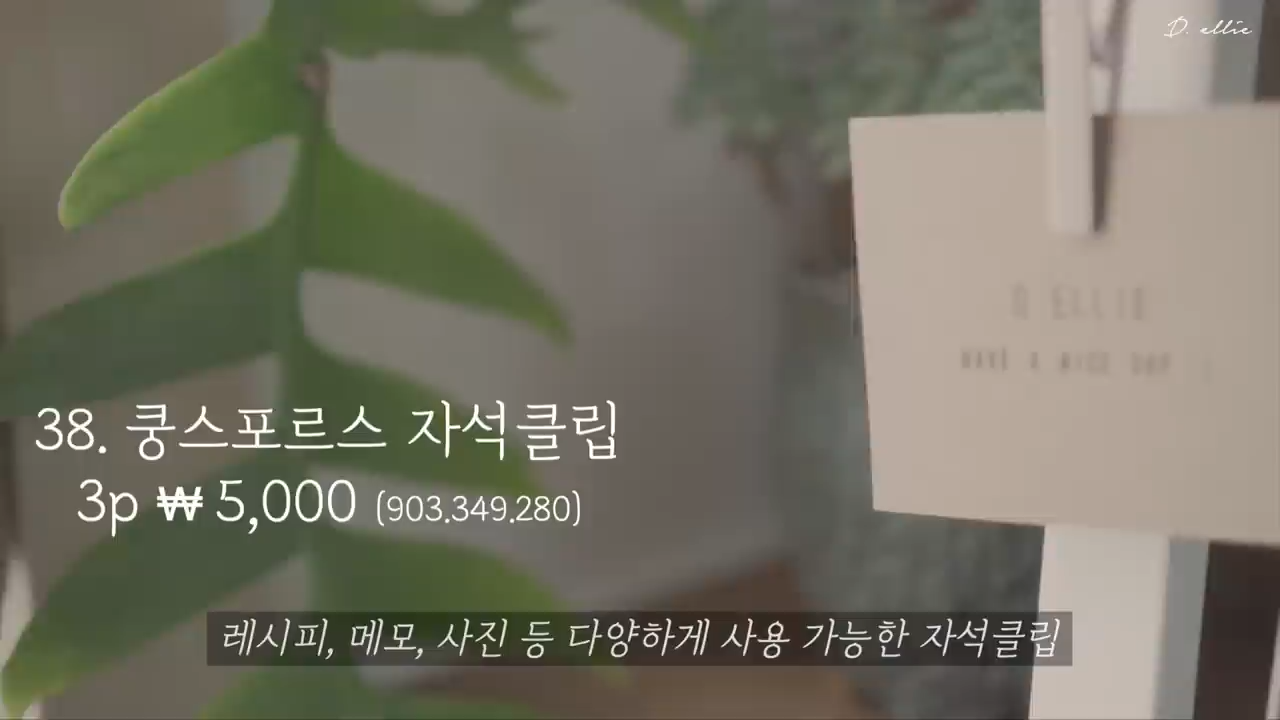 D. ellie
D ELLIE
38. 쿵스포르스 자석클립
3p ₩ 5,000 (903.349.280)
레시피, 메모, 사진 등 다양하게 사용 가능한 자석클립